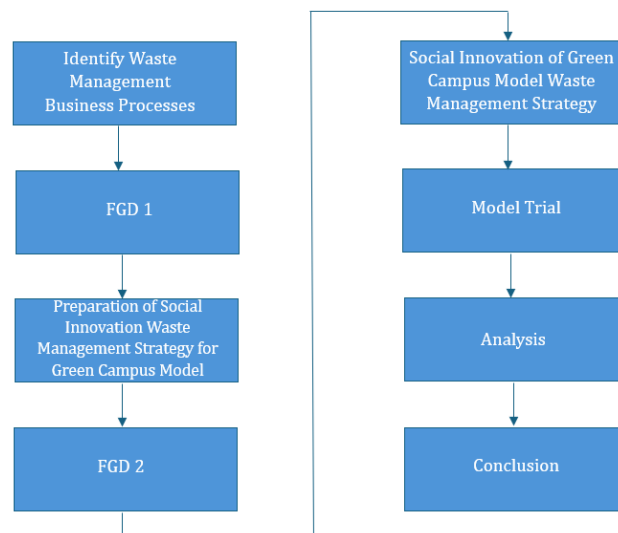 Identify Waste
Management
Business Processes
FGD 1
Preparation of Social
Innovation Waste
Management Strategy for
Green Campus Model
FGD 2
Social Innovation of Green
Campus Model Waste
Management Strategy
Model Trial
Analysis
Conclusion